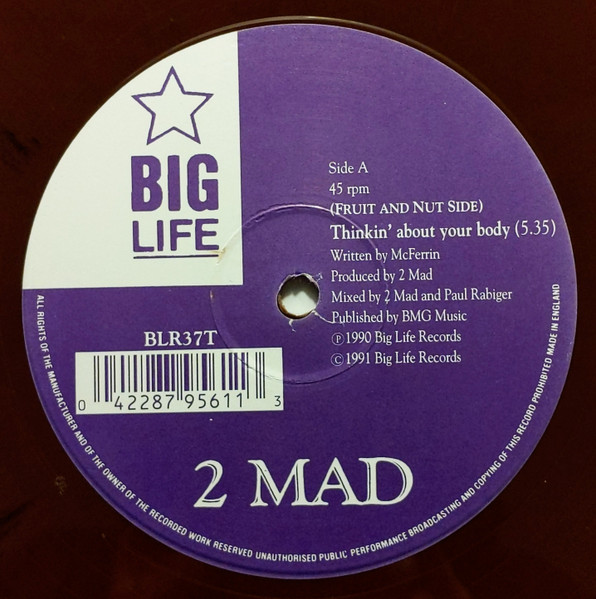 BIG
LIFE
Side A
45 rpm
(FRUIT AND NUT SIDE)
Thinkin' about your body (5.35)
Written by McFerrin
Produced by 2 Mad
Mixed by 2 Mad and Paul Rabiger
Published by BMG Music
Ⓟ 1990 Big Life Records
© 1991 Big Life Records
BLR37T
0 42287 95611 3
2 MAD
ALL RIGHTS OF THE MANUFACTURER AND OF THE OWNER OF THE RECORDED WORK RESERVED UNAUTHORISED PUBLIC PERFORMANCE BROADCASTING AND COPYING OF THIS RECORD PROHIBITED MADE IN ENGLAND